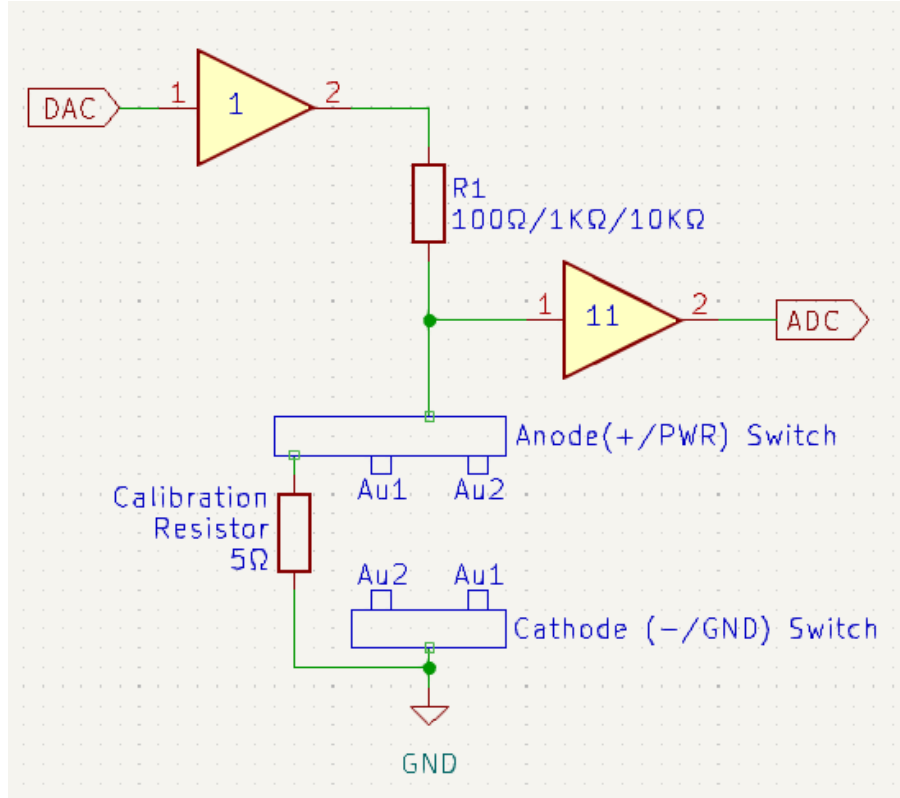 DAC
1
1
2
R1
100Ω/1KΩ/10KΩ
1
11
2
ADC
Anode(+/PWR) Switch
Au1
Au2
Calibration
Resistor
5Ω
Au2
Au1
Cathode (−/GND) Switch
GND